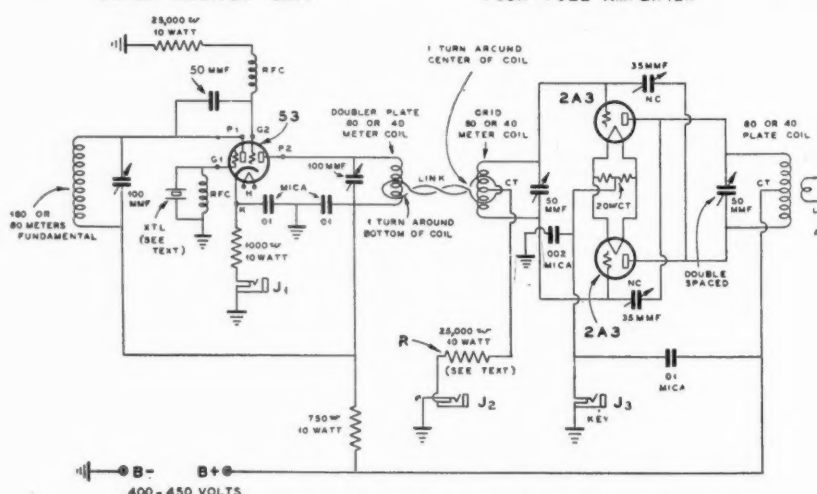 25,000 ω
10 WATT
50 MMF
RFC
53
P1
G2
P2
G1
H
K
100 MMF
XTL
(SEE TEXT)
RFC
160 OR
80 METERS
FUNDAMENTAL
MICA
.01
.01
1000 ω
10 WATT
J1
DOUBLER PLATE
80 OR 40
METER COIL
100 MMF
LINK
1 TURN AROUND
BOTTOM OF COIL
1 TURN AROUND
CENTER OF COIL
GRID
80 OR 40
METER COIL
CT
50 MMF
2A3
35 MMF
NC
20 ω CT
.002
MICA
2A3
NC
35 MMF
80 OR 40
PLATE COIL
CT
50 MMF
DOUBLE
SPACED
R
25,000 ω
10 WATT
(SEE TEXT)
J2
J3
KEY
.01
MICA
750 ω
10 WATT
B-
B+
400-450 VOLTS